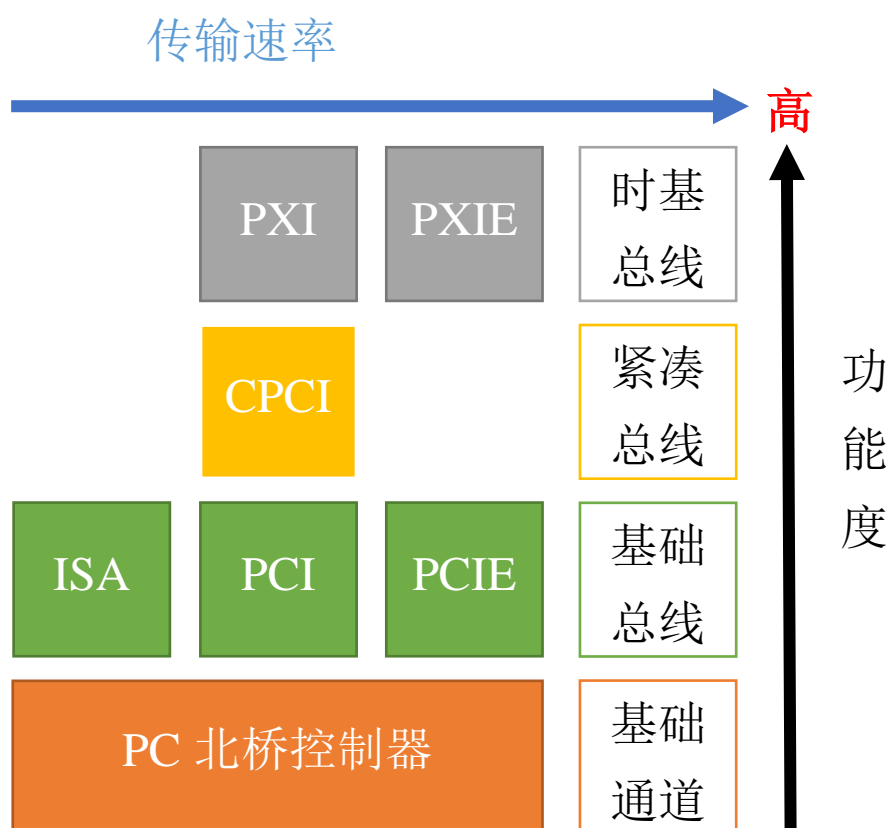 传输速率
高
PXI PXIE 时基
总线
CPCI 紧凑
总线
功
能
度
ISA PCI PCIE 基础
总线
PC 北桥控制器 基础
通道